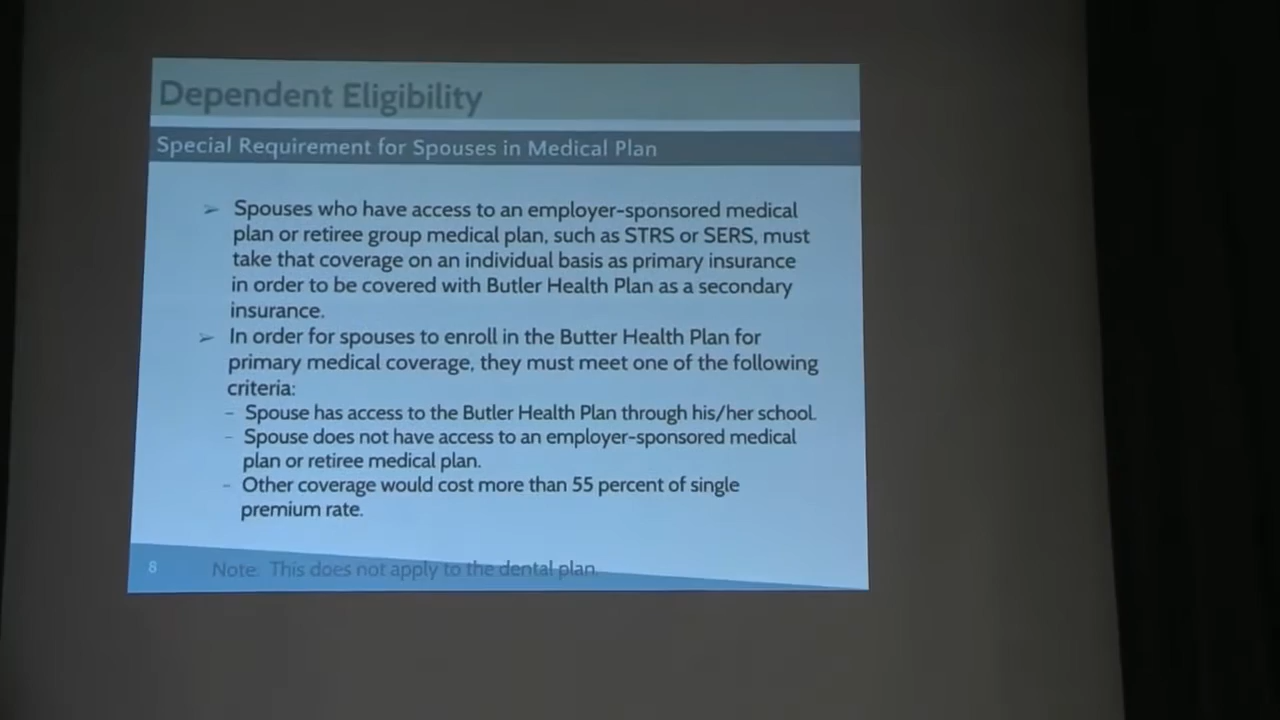 Dependent Eligibility
Special Requirement for Spouses in Medical Plan
➢ Spouses who have access to an employer-sponsored medical
plan or retiree group medical plan, such as STRS or SERS, must
take that coverage on an individual basis as primary insurance
in order to be covered with Butler Health Plan as a secondary
insurance.
➢ In order for spouses to enroll in the Butter Health Plan for
primary medical coverage, they must meet one of the following
criteria:
- Spouse has access to the Butler Health Plan through his/her school.
- Spouse does not have access to an employer-sponsored medical
plan or retiree medical plan.
- Other coverage would cost more than 55 percent of single
premium rate.
8 Note: This does not apply to the dental plan.